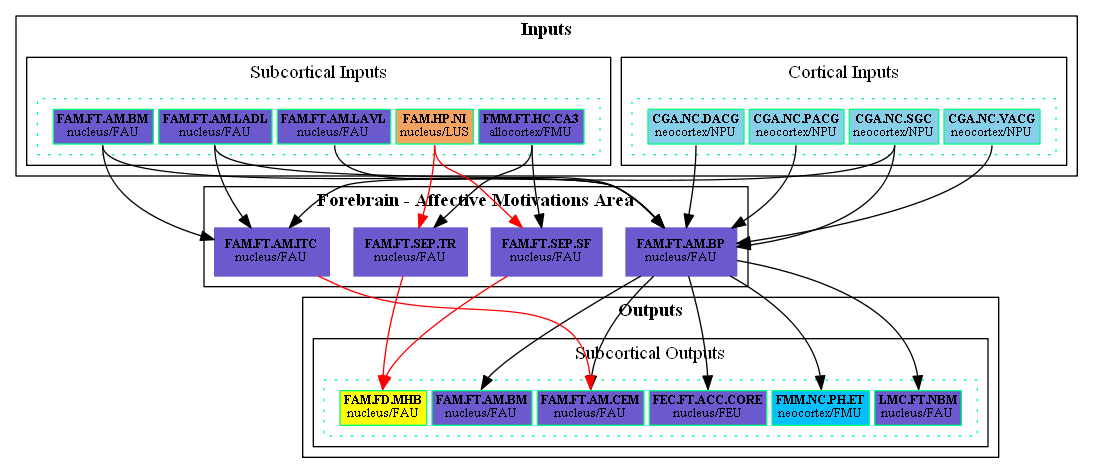 Inputs
Subcortical Inputs
Cortical Inputs
FAM.FT.AM.BM
nucleus/FAU
FAM.FT.AM.LADL
nucleus/FAU
FAM.FT.AM.LAVL
nucleus/FAU
FAM.HP.NI
nucleus/LUS
FMM.FT.HC.CA3
allocortex/FMU
CGA.NC.DACG
neocortex/NPU
CGA.NC.PACG
neocortex/NPU
CGA.NC.SGC
neocortex/NPU
CGA.NC.VACG
neocortex/NPU
Forebrain - Affective Motivations Area
FAM.FT.AM.ITC
nucleus/FAU
FAM.FT.SEP.TR
nucleus/FAU
FAM.FT.SEP.SF
nucleus/FAU
FAM.FT.AM.BP
nucleus/FAU
Outputs
Subcortical Outputs
FAM.FD.MHB
nucleus/FAU
FAM.FT.AM.BM
nucleus/FAU
FAM.FT.AM.CEM
nucleus/FAU
FEC.FT.ACC.CORE
nucleus/FEU
FMM.NC.PH.ET
neocortex/FMU
LMC.FT.NBM
nucleus/FAU